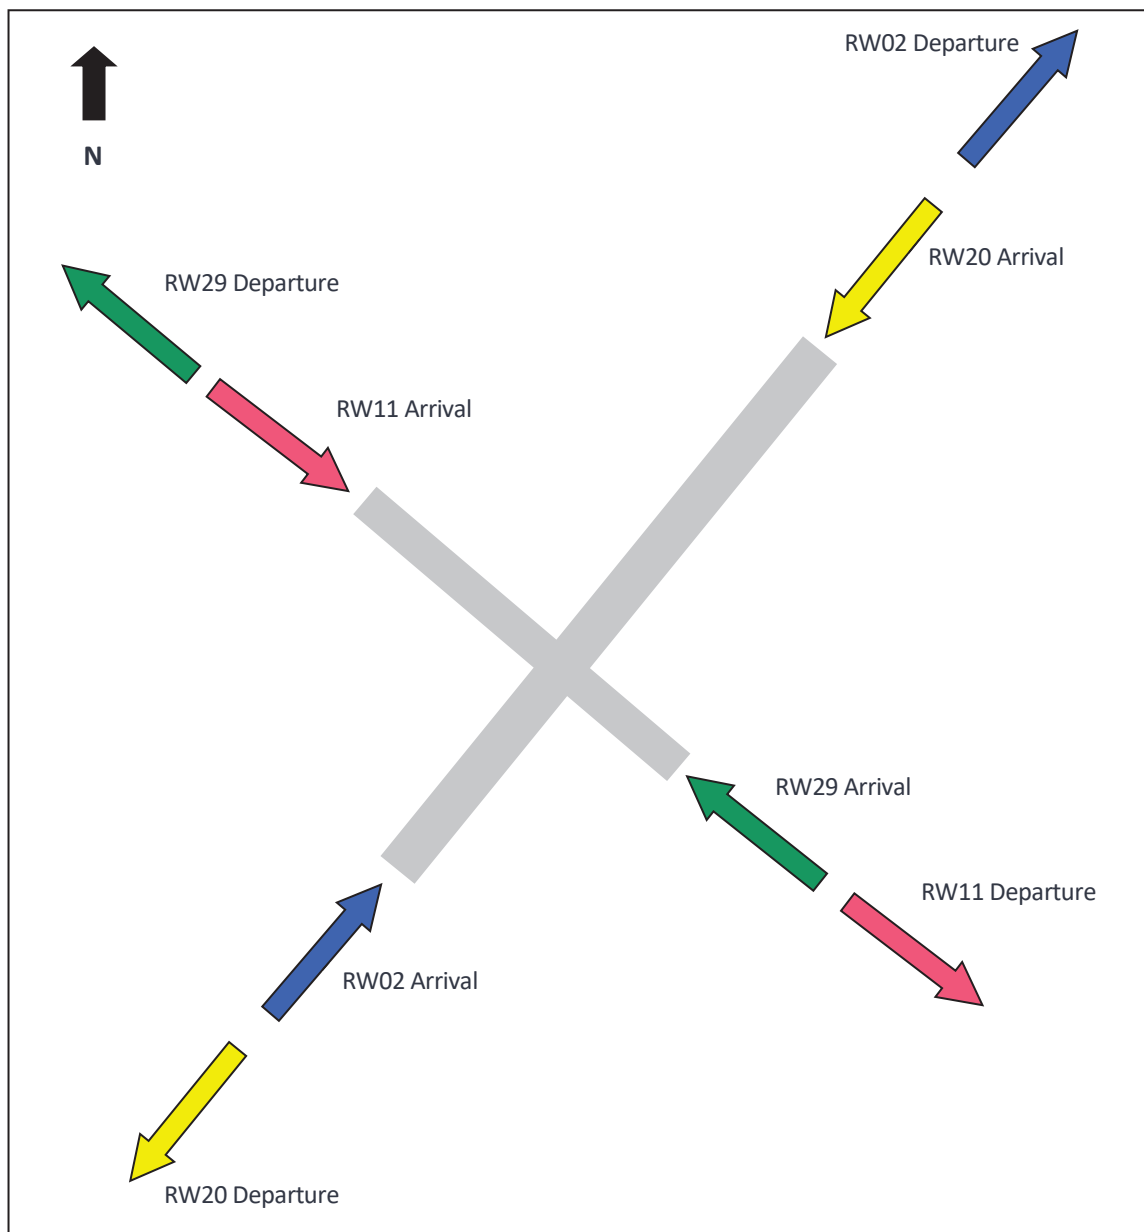 RW02 Departure
N
RW20 Arrival
RW29 Departure
RW11 Arrival
RW29 Arrival
RW11 Departure
RW02 Arrival
RW20 Departure